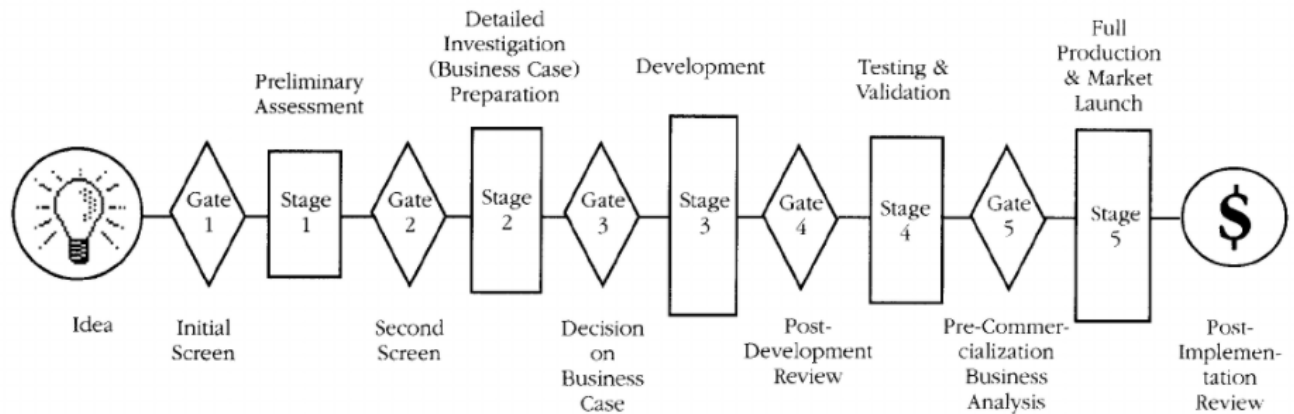 Preliminary
Assessment
Detailed
Investigation
(Business Case)
Preparation
Development
Testing &
Validation
Full
Production
& Market
Launch
Gate
1
Stage
1
Gate
2
Stage
2
Gate
3
Stage
3
Gate
4
Stage
4
Gate
5
Stage
5
$
Idea
Initial
Screen
Second
Screen
Decision
on
Business
Case
Post-
Development
Review
Pre-Commer-
cialization
Business
Analysis
Post-
Implemen-
tation
Review